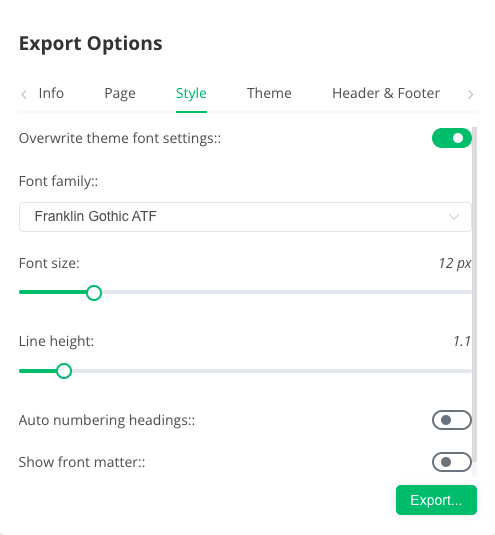 Export Options
Info Page Style Theme Header & Footer
Overwrite theme font settings::
Font family::
Franklin Gothic ATF
Font size: 12 px
Line height: 1.1
Auto numbering headings::
Show front matter::
Export...